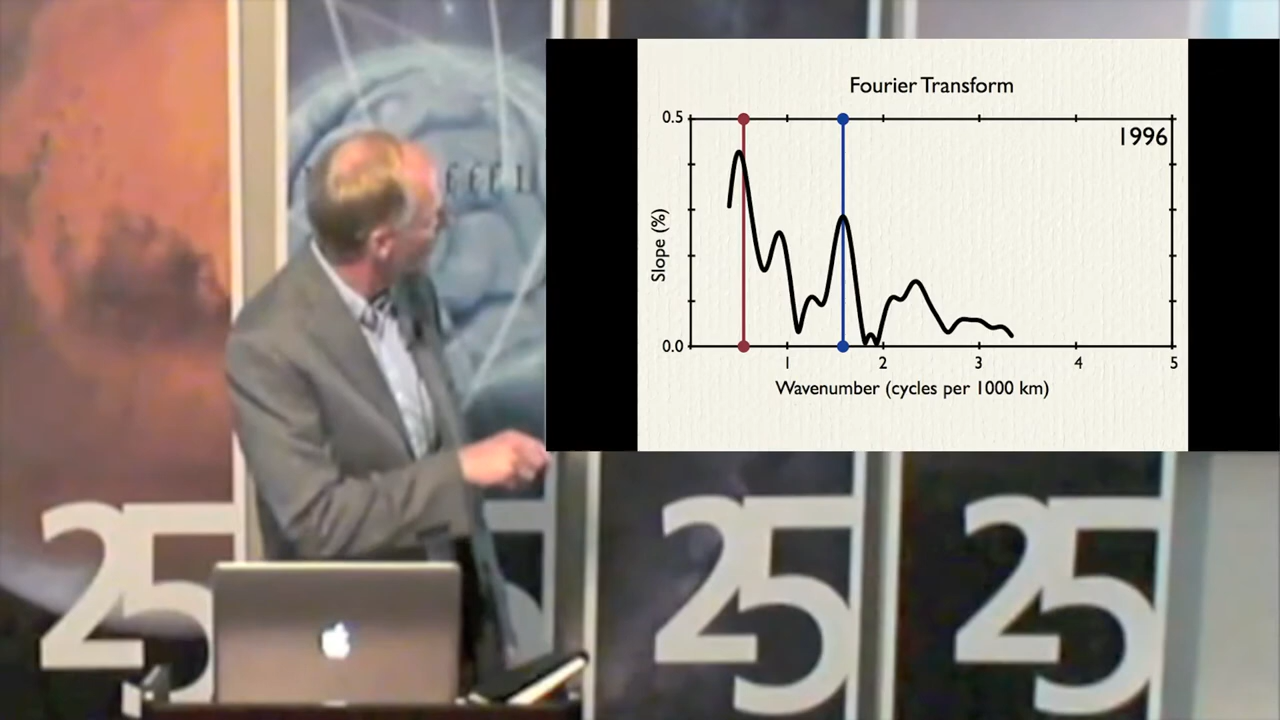 Fourier Transform
0.5
1996
Slope (%)
0.0
1 2 3 4 5
Wavenumber (cycles per 1000 km)
25 25 25